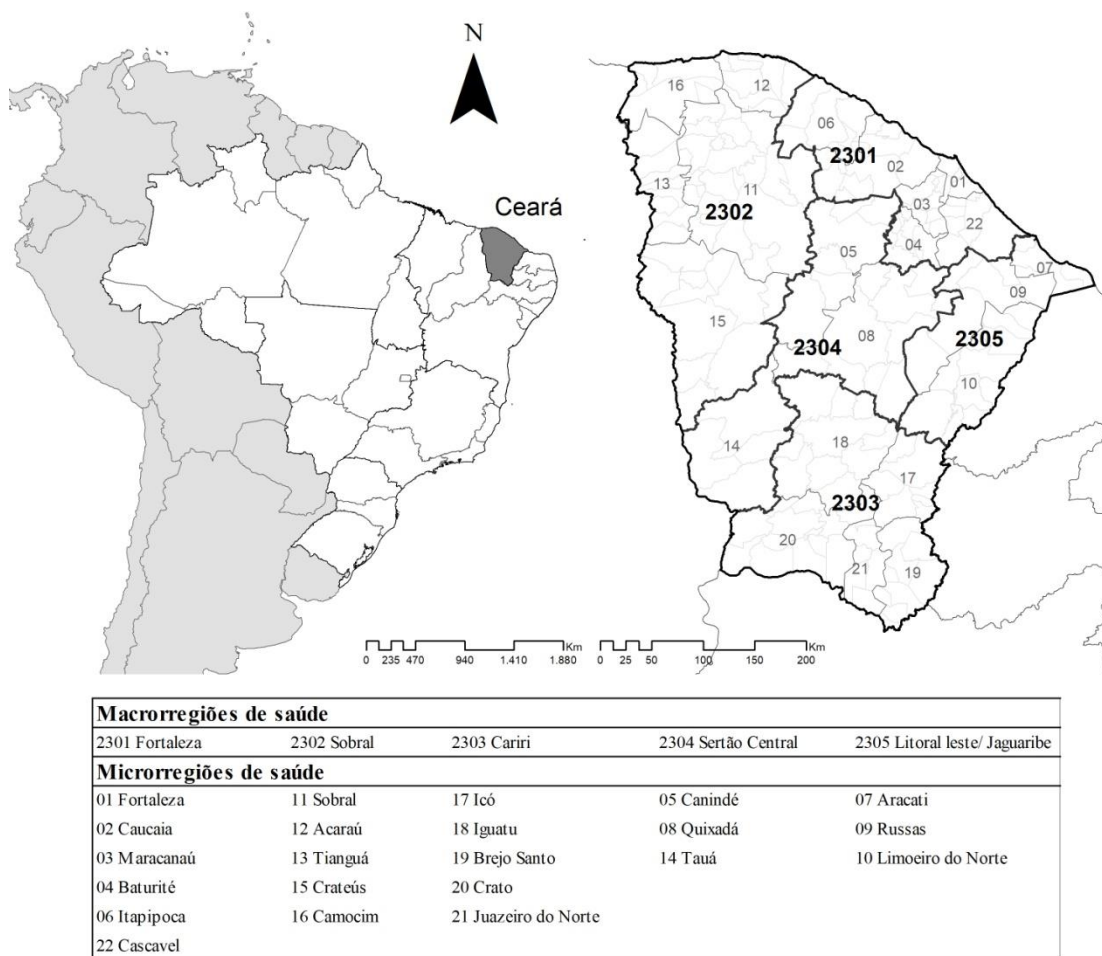 N
Ceará
16
12
06
2301
02
01
13
11
03
2302
22
05
04
07
09
15
08
2304
2305
10
14
18
17
2303
20
21
19
Km
0 235 470 940 1.410 1.880
Km
0 25 50 100 150 200
Macrorregiões de saúde
2301 Fortaleza 2302 Sobral 2303 Cariri 2304 Sertão Central 2305 Litoral leste/ Jaguaribe
Microrregiões de saúde
01 Fortaleza 11 Sobral 17 Icó 05 Canindé 07 Aracati
02 Caucaia 12 Acaraú 18 Iguatu 08 Quixadá 09 Russas
03 Maracanaú 13 Tianguá 19 Brejo Santo 14 Tauá 10 Limoeiro do Norte
04 Baturité 15 Crateús 20 Crato
06 Itapipoca 16 Camocim 21 Juazeiro do Norte
22 Cascavel